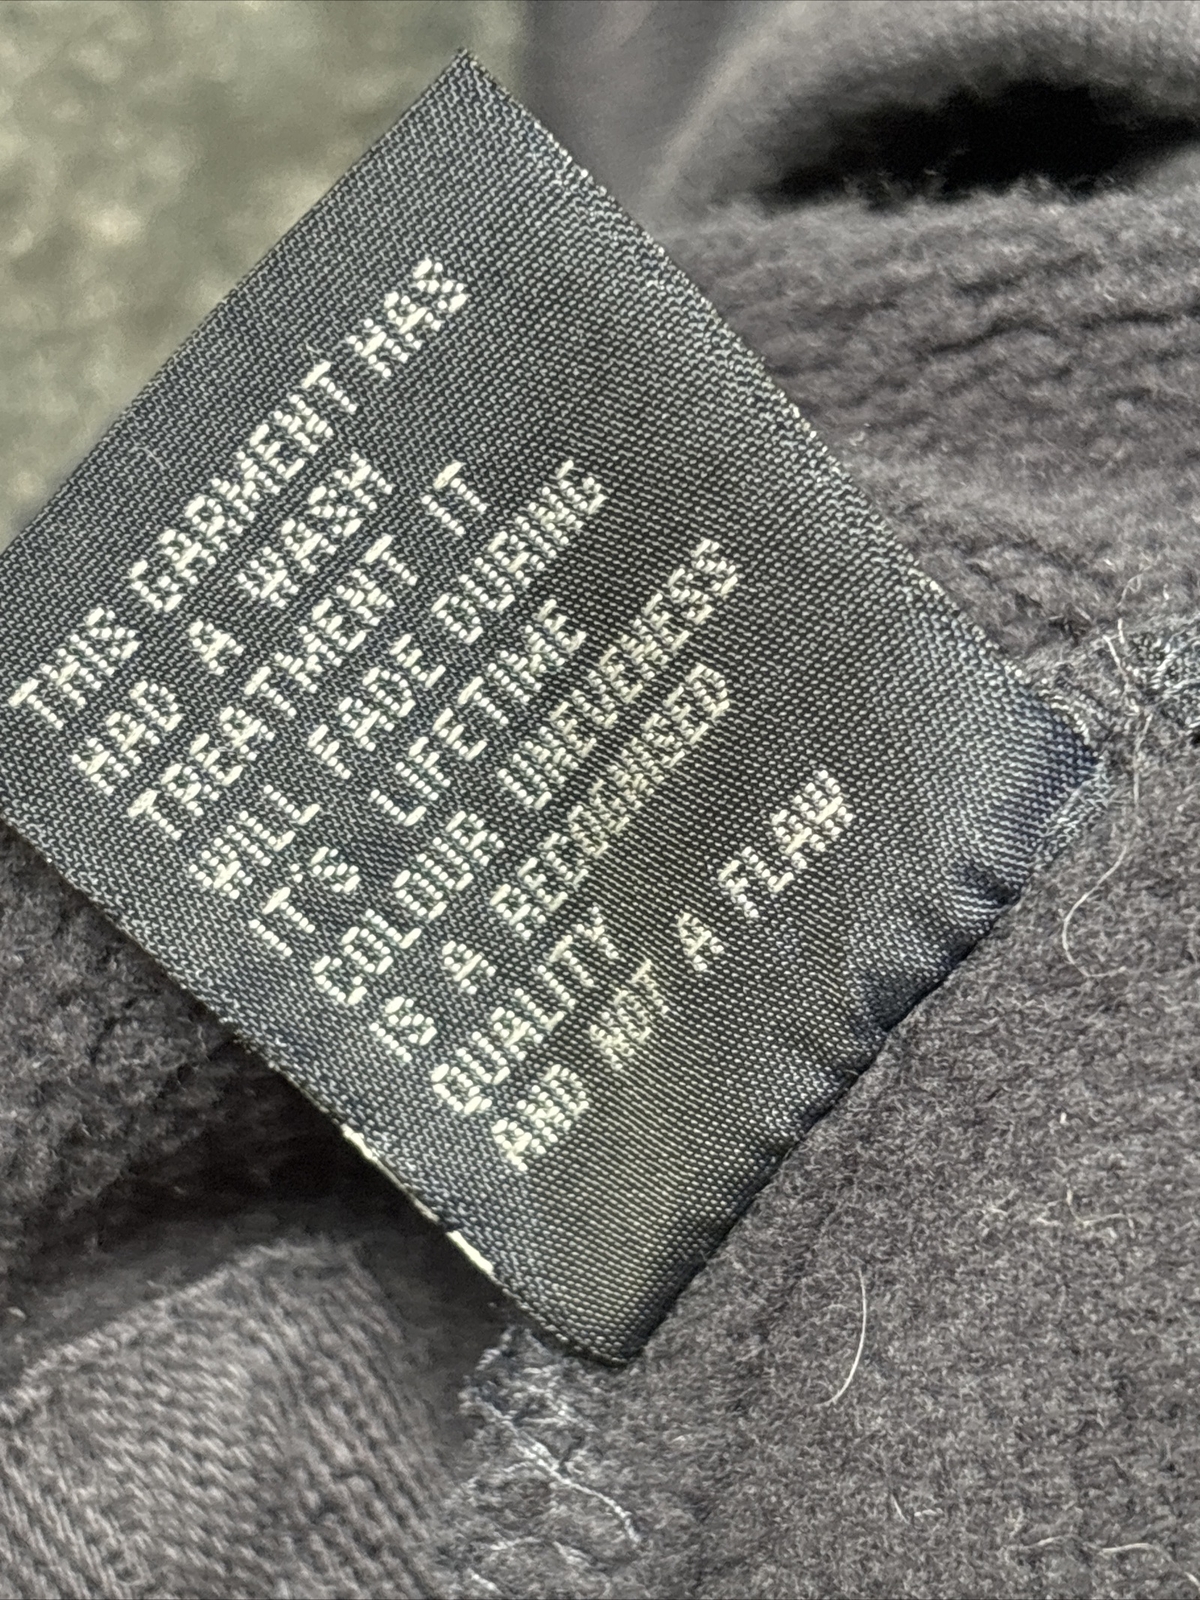 THIS GARMENT HAS
HAD A WASH
TREATMENT IT
WILL FADE DURING
IT'S LIFETIME
COLOUR UNEVENESS
IS A RECOGNISED
QUALITY
AND NOT A FLAW